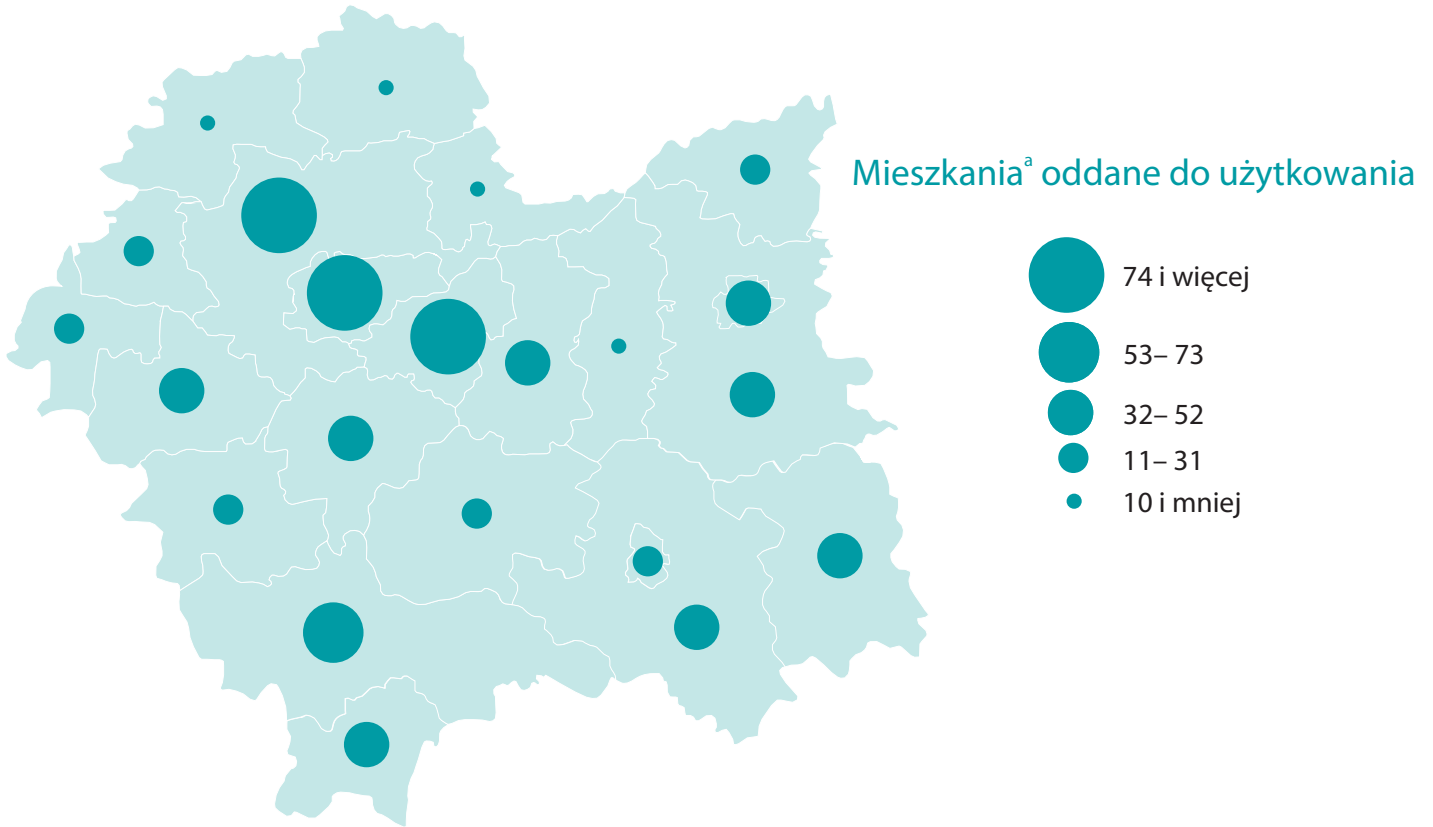 Mieszkaniaᵃ oddane do użytkowania
74 i więcej
53– 73
32– 52
11– 31
10 i mniej